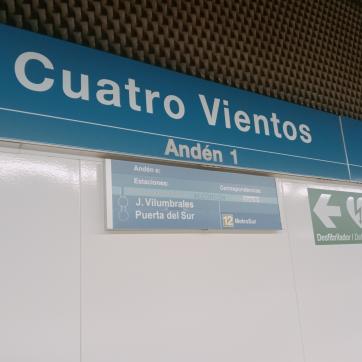 Cuatro Vientos
Andén 1
Andén a:
Estaciones: Correspondencias:
J. Vilumbrales
Puerta del Sur 12 MetroSur
Desfibrilador